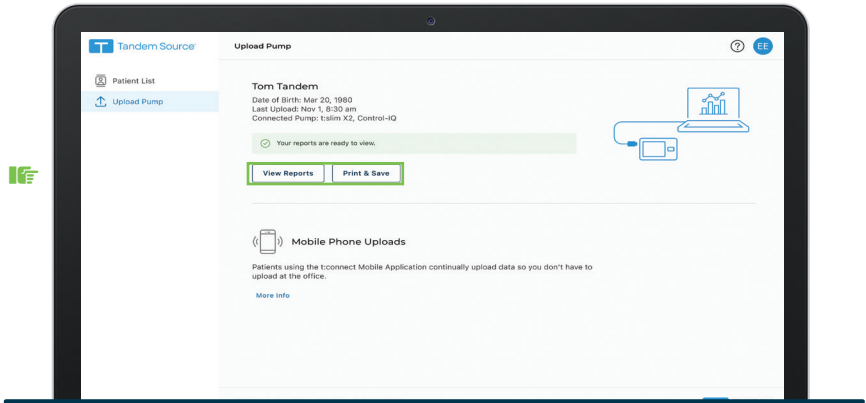 Tandem Source
Upload Pump
?
EE
Patient List
Upload Pump
Tom Tandem
Date of Birth: Mar 20, 1980
Last Upload: Nov 1, 8:30 am
Connected Pump: t:slim X2, Control-IQ
Your reports are ready to view.
View Reports
Print & Save
Mobile Phone Uploads
Patients using the t:connect Mobile Application continually upload data so you don't have to
upload at the office.
More Info